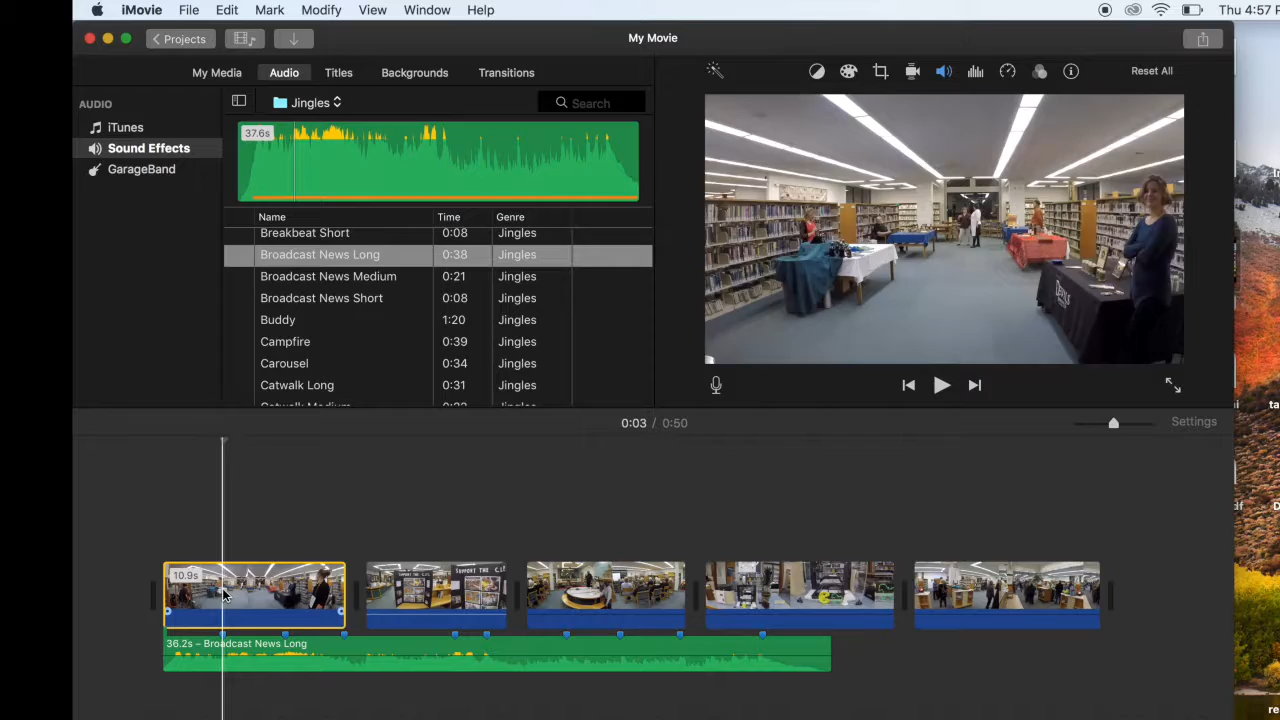 iMovie File Edit Mark Modify View Window Help Thu 4:57 P
Projects My Movie
My Media Audio Titles Backgrounds Transitions Reset All
AUDIO Jingles Search
iTunes
Sound Effects
GarageBand
37.6s
Name Time Genre
Breakbeat Short 0:08 Jingles
Broadcast News Long 0:38 Jingles
Broadcast News Medium 0:21 Jingles
Broadcast News Short 0:08 Jingles
Buddy 1:20 Jingles
Campfire 0:39 Jingles
Carousel 0:34 Jingles
Catwalk Long 0:31 Jingles
0:03 / 0:50 Settings
10.9s
SUPPORT THE
36.2s – Broadcast News Long